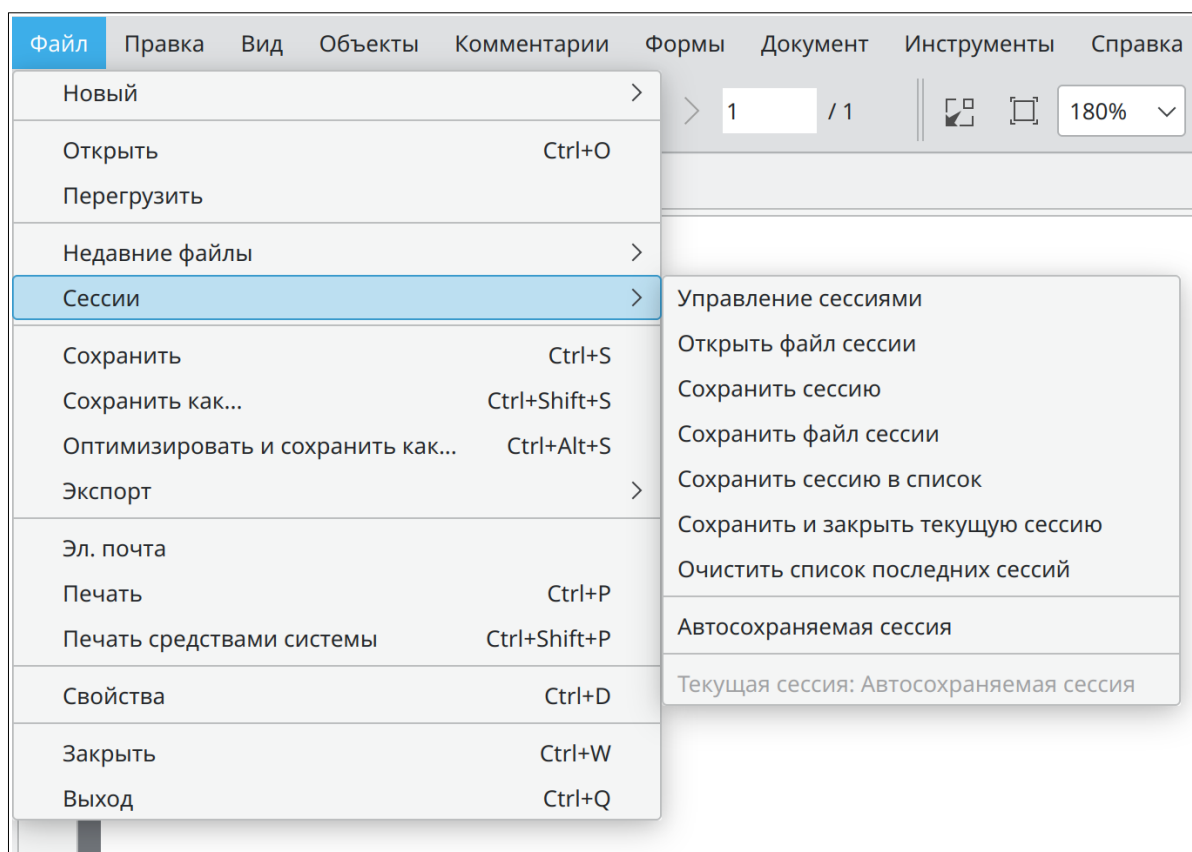 Файл Правка Вид Объекты Комментарии Формы Документ Инструменты Справка
1 / 1 180%
Новый
Открыть Ctrl+O
Перегрузить
Недавние файлы
Сессии
Сохранить Ctrl+S
Сохранить как... Ctrl+Shift+S
Оптимизировать и сохранить как... Ctrl+Alt+S
Экспорт
Эл. почта
Печать Ctrl+P
Печать средствами системы Ctrl+Shift+P
Свойства Ctrl+D
Закрыть Ctrl+W
Выход Ctrl+Q
Управление сессиями
Открыть файл сессии
Сохранить сессию
Сохранить файл сессии
Сохранить сессию в список
Сохранить и закрыть текущую сессию
Очистить список последних сессий
Автосохраняемая сессия
Текущая сессия: Автосохраняемая сессия